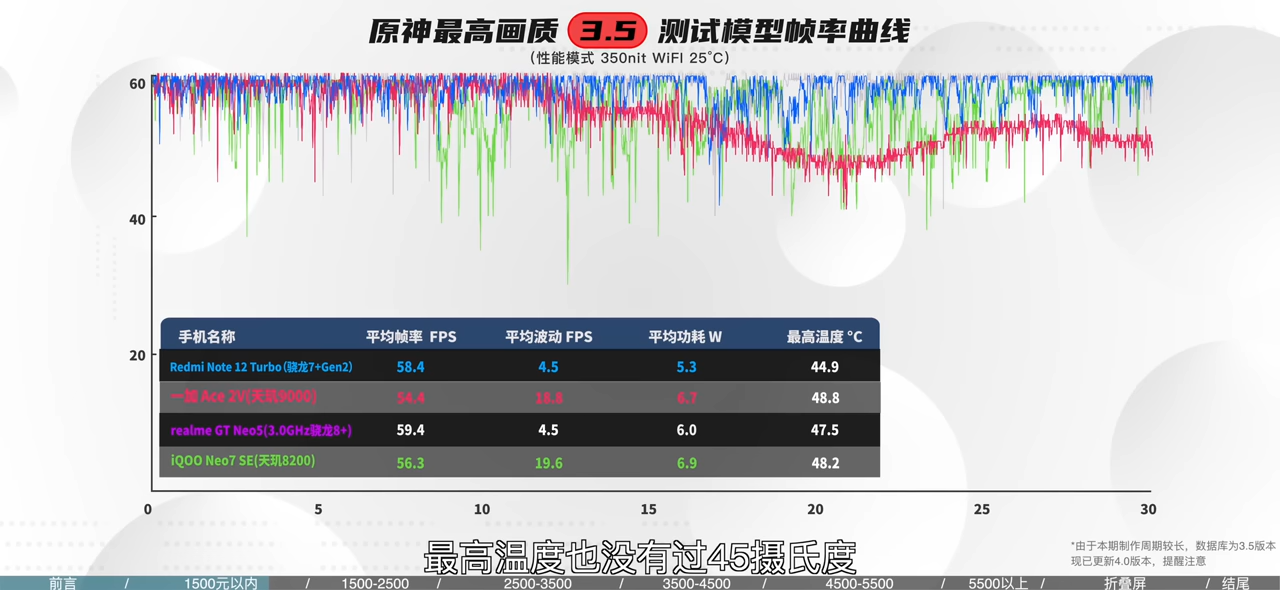 原神最高画质 3.5 测试模型帧率曲线
(性能模式 350nit WiFI 25°C)
60
40
20
手机名称 平均帧率 FPS 平均波动 FPS 平均功耗 W 最高温度 °C
Redmi Note 12 Turbo(骁龙7+Gen2) 58.4 4.5 5.3 44.9
一加 Ace 2V(天玑9000) 54.4 18.8 6.7 48.8
realme GT Neo5(3.0GHz骁龙8+) 59.4 4.5 6.0 47.5
iQOO Neo7 SE(天玑8200) 56.3 19.6 6.9 48.2
0 5 10 15 20 25 30
*由于本期制作周期较长，数据库为3.5版本
现已更新4.0版本，提醒注意
最高温度也没有过45摄氏度
前言 / 1500元以内 / 1500-2500 / 2500-3500 / 3500-4500 / 4500-5500 / 5500以上 / 折叠屏 / 结尾